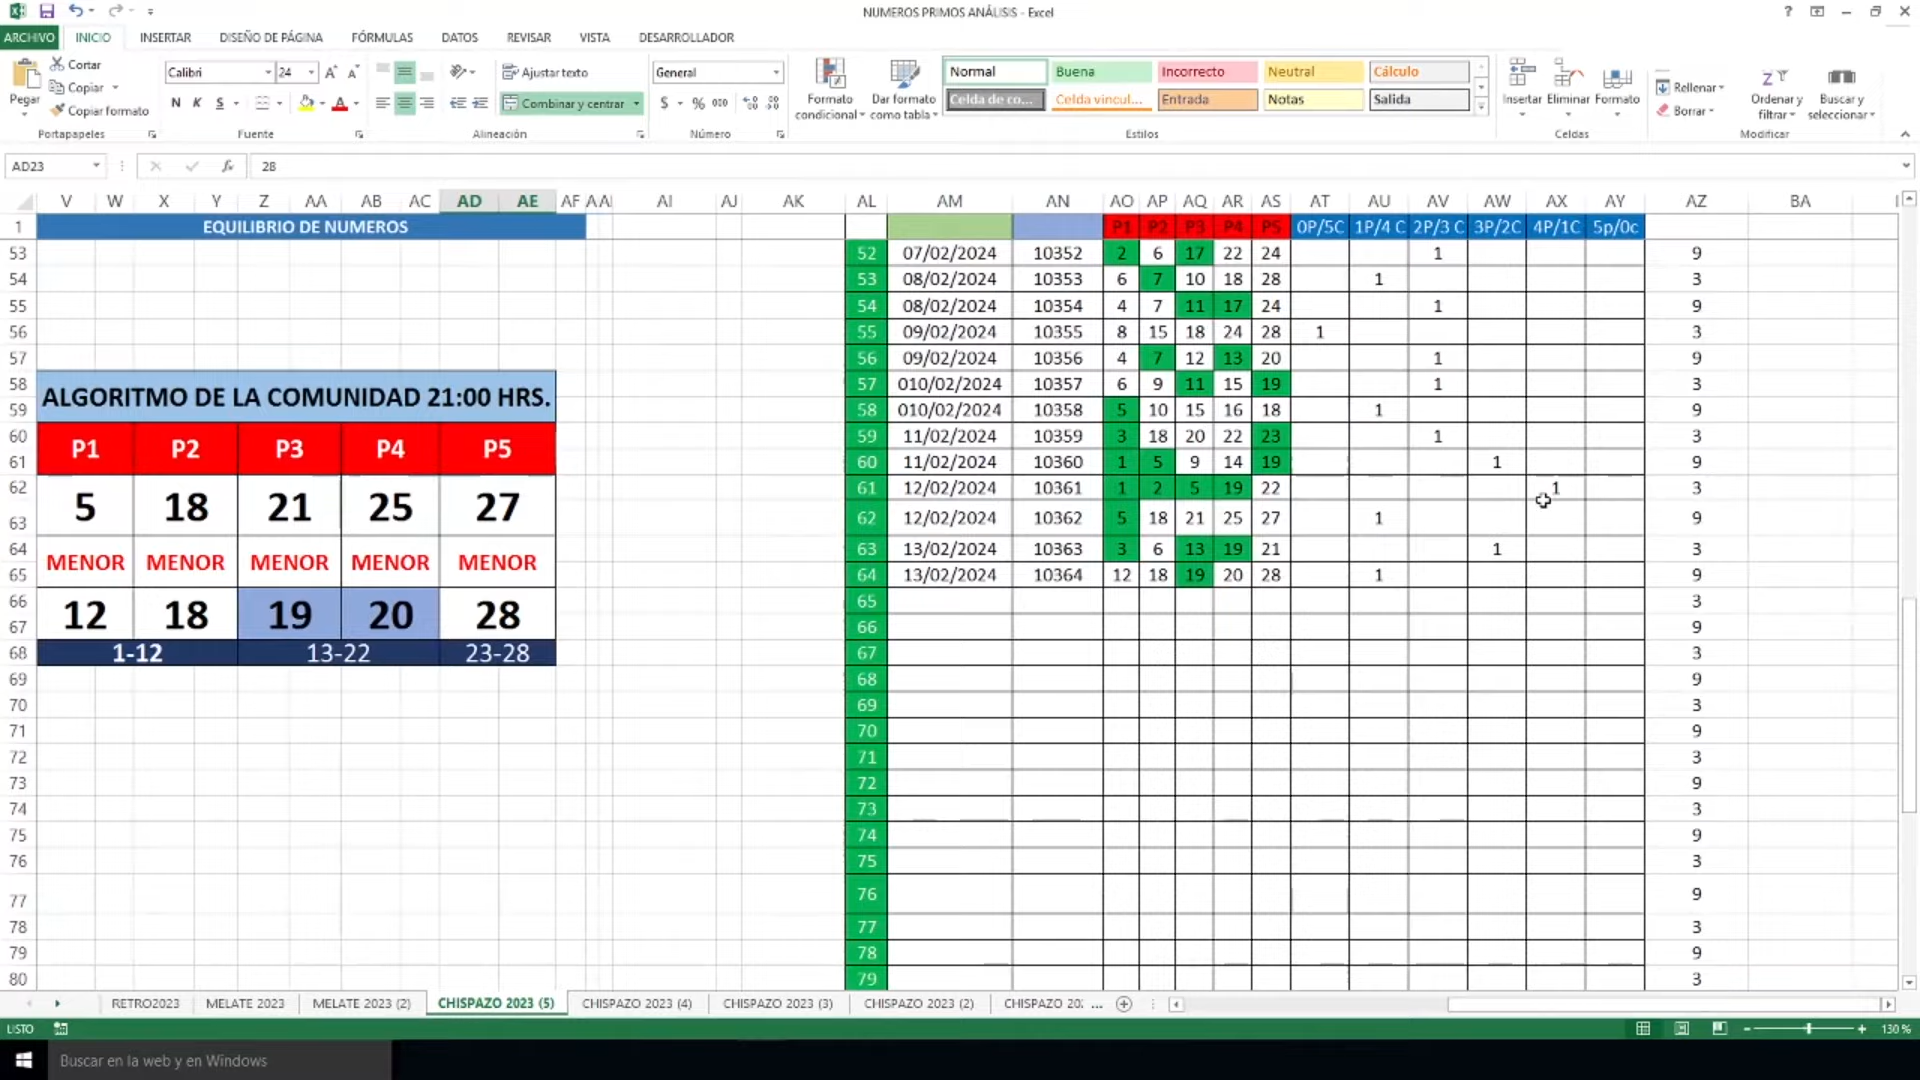 NUMEROS PRIMOS ANÁLISIS - Excel
ARCHIVO INICIO INSERTAR DISEÑO DE PÁGINA FÓRMULAS DATOS REVISAR VISTA DESARROLLADOR
Pegar Cortar Copiar Copiar formato Portapapeles
Calibri 24 N K S Fuente
Ajustar texto Combinar y centrar Alineación
General $ % 000 Número
Formato condicional Dar formato como tabla
Normal Buena Incorrecto Neutral Cálculo
Celda de co... Celda vincul... Entrada Notas Salida
Estilos
Insertar Eliminar Formato Celdas
Rellenar Borrar Ordenar y filtrar Buscar y seleccionar Modificar
AD23 fx 28
V W X Y Z AA AB AC AD AE AF AI AJ AK AL AM AN AO AP AQ AR AS AT AU AV AW AX AY AZ BA
1 EQUILIBRIO DE NUMEROS P1 P2 P3 P4 P5 0P/5C 1P/4 C 2P/3 C 3P/2C 4P/1C 5p/0c
53 52 07/02/2024 10352 2 6 17 22 24 1 9
54 53 08/02/2024 10353 6 7 10 18 28 1 3
55 54 08/02/2024 10354 4 7 11 17 24 1 9
56 55 09/02/2024 10355 8 15 18 24 28 1 3
57 56 09/02/2024 10356 4 7 12 13 20 1 9
58 57 010/02/2024 10357 6 9 11 15 19 1 3
ALGORITMO DE LA COMUNIDAD 21:00 HRS.
59 58 010/02/2024 10358 5 10 15 16 18 1 9
60 59 11/02/2024 10359 3 18 20 22 23 1 3
P1 P2 P3 P4 P5
61 60 11/02/2024 10360 1 5 9 14 19 1 9
62 61 12/02/2024 10361 1 2 5 19 22 1 3
5 18 21 25 27
63 62 12/02/2024 10362 5 18 21 25 27 1 9
64 63 13/02/2024 10363 3 6 13 19 21 1 3
MENOR MENOR MENOR MENOR MENOR
65 64 13/02/2024 10364 12 18 19 20 28 1 9
66 65 3
12 18 19 20 28
67 66 9
68 1-12 13-22 23-28 67 3
69 68 9
70 69 3
71 70 9
72 71 3
73 72 9
74 73 3
75 74 9
76 75 3
77 76 9
78 77 3
79 78 9
80 79 3
RETRO2023 MELATE 2023 MELATE 2023 (2) CHISPAZO 2023 (5) CHISPAZO 2023 (4) CHISPAZO 2023 (3) CHISPAZO 2023 (2) CHISPAZO 20: ...
LISTO 130 %
Buscar en la web y en Windows